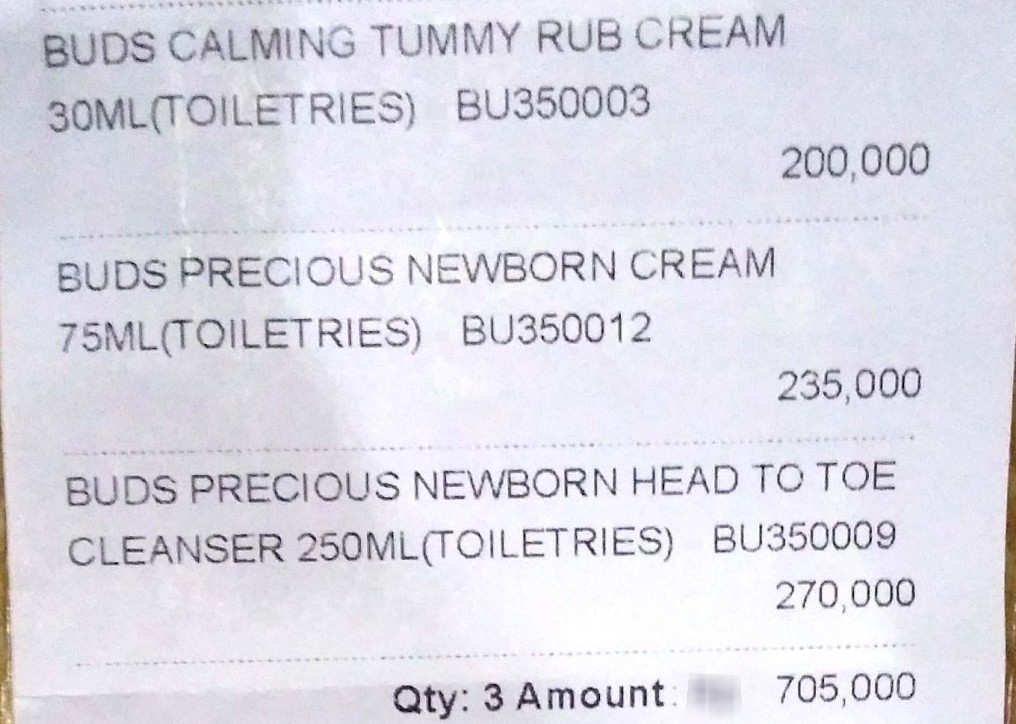 BUDS CALMING TUMMY RUB CREAM
30ML(TOILETRIES) BU350003
200,000
BUDS PRECIOUS NEWBORN CREAM
75ML(TOILETRIES) BU350012
235,000
BUDS PRECIOUS NEWBORN HEAD TO TOE
CLEANSER 250ML(TOILETRIES) BU350009
270,000
Qty: 3 Amount: 705,000